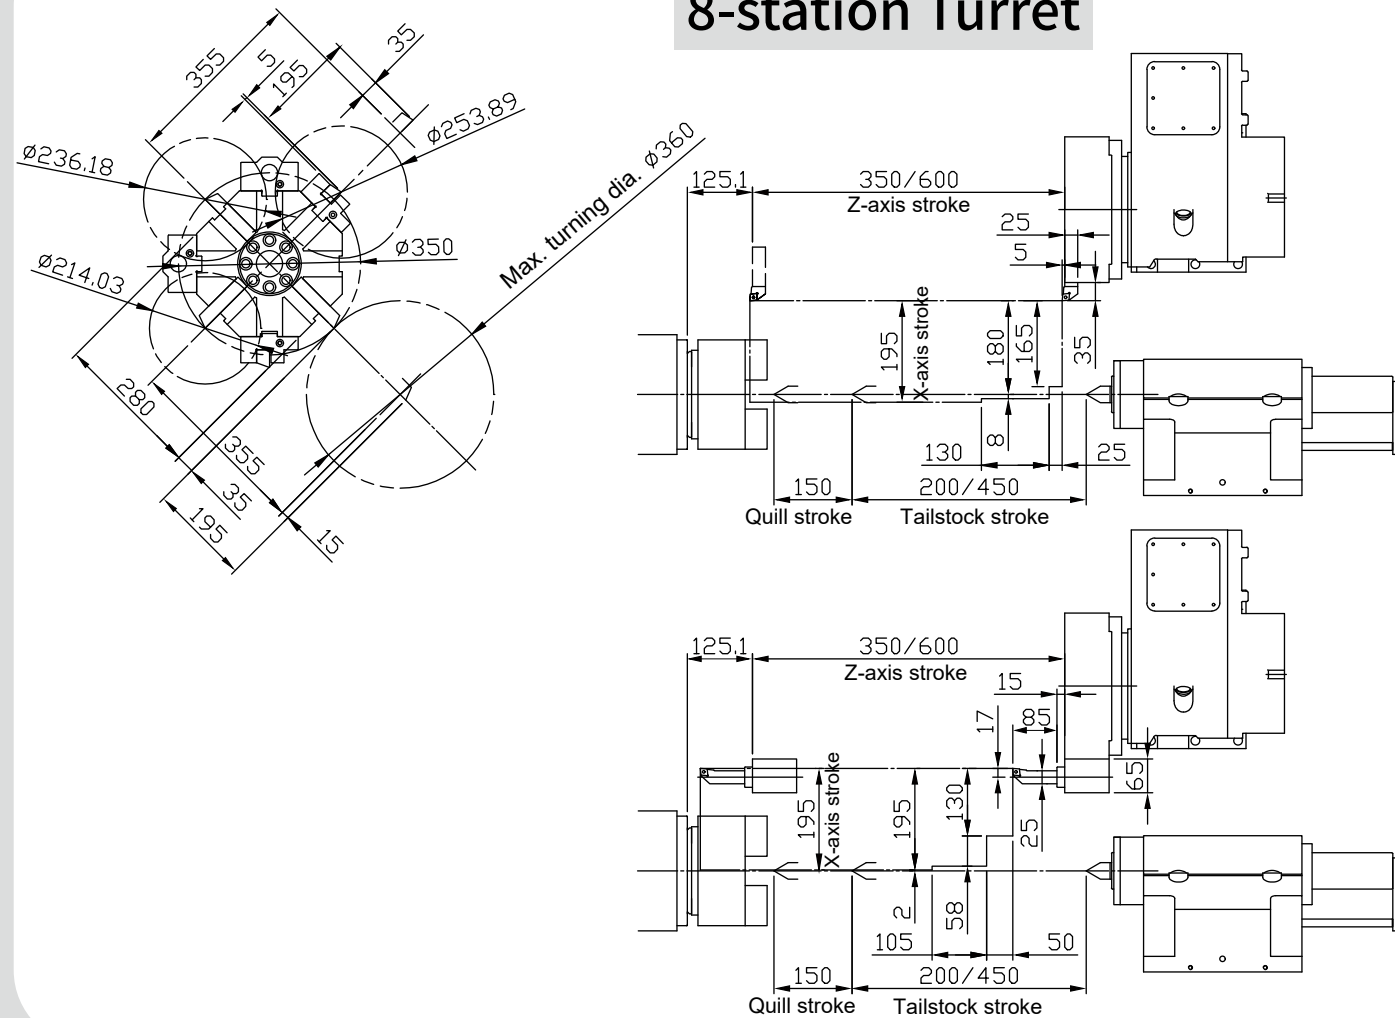 8-station Turret
355
5
195
35
ø253,89
ø236,18
Max. turning dia. ø360
ø350
ø214,03
280
355
35
195
15
125,1
350/600
Z-axis stroke
25
5
195
X-axis stroke
180
165
35
8
130
25
150
200/450
Quill stroke
Tailstock stroke
125,1
350/600
Z-axis stroke
15
17
85
65
195
X-axis stroke
195
130
25
2
58
105
50
150
200/450
Quill stroke
Tailstock stroke